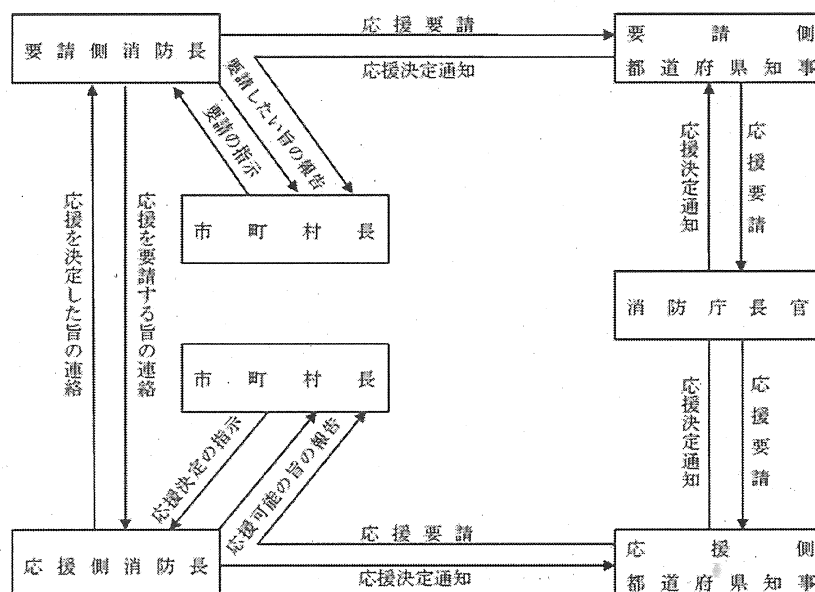 応援要請
要請側消防長
要請側
都道府県知事
応援決定通知
要請したい旨の報告
要請の指示
市町村長
応援を決定した旨の連絡
応援を要請する旨の連絡
応援決定通知
応援要請
消防庁長官
市町村長
応援決定の指示
応援可能の旨の報告
応援決定通知
応援要請
応援要請
応援側消防長
応援決定通知
応援側
都道府県知事